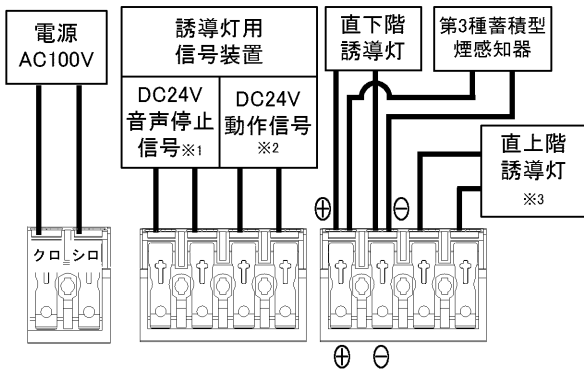 電源
AC100V
誘導灯用
信号装置
DC24V
音声停止
信号※1
DC24V
動作信号
※2
直下階
誘導灯
第3種蓄積型
煙感知器
直上階
誘導灯
※3
⊕
⊖
クロ
シロ
⊕
⊖